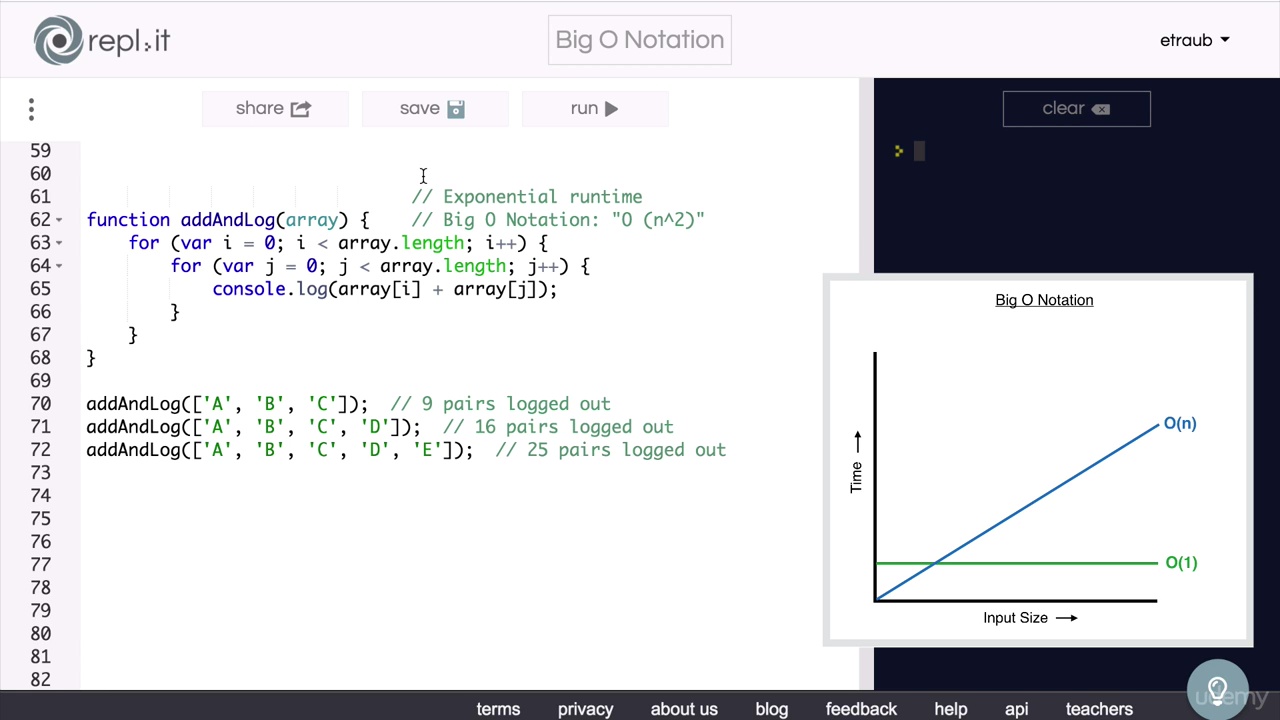 repl.it
Big O Notation
etraub
share
save
run
clear
59
60
61 // Exponential runtime
62 function addAndLog(array) { // Big O Notation: "O (n^2)"
63 for (var i = 0; i < array.length; i++) {
64 for (var j = 0; j < array.length; j++) {
65 console.log(array[i] + array[j]);
66 }
67 }
68 }
69
70 addAndLog(['A', 'B', 'C']); // 9 pairs logged out
71 addAndLog(['A', 'B', 'C', 'D']); // 16 pairs logged out
72 addAndLog(['A', 'B', 'C', 'D', 'E']); // 25 pairs logged out
73
74
75
76
77
78
79
80
81
82
>
Big O Notation
O(n)
Time
O(1)
Input Size
terms privacy about us blog feedback help api teachers
udemy